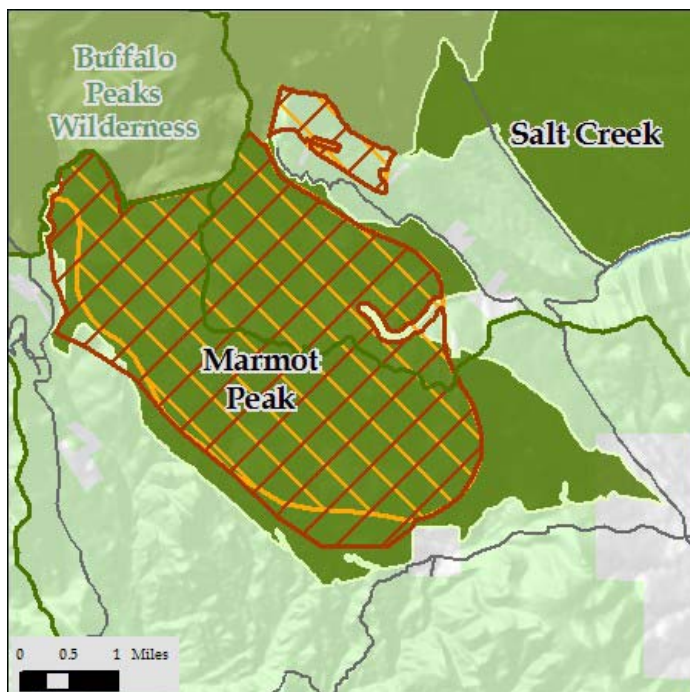 Buffalo
Peaks
Wilderness
Salt Creek
Marmot
Peak
0 0.5 1 Miles